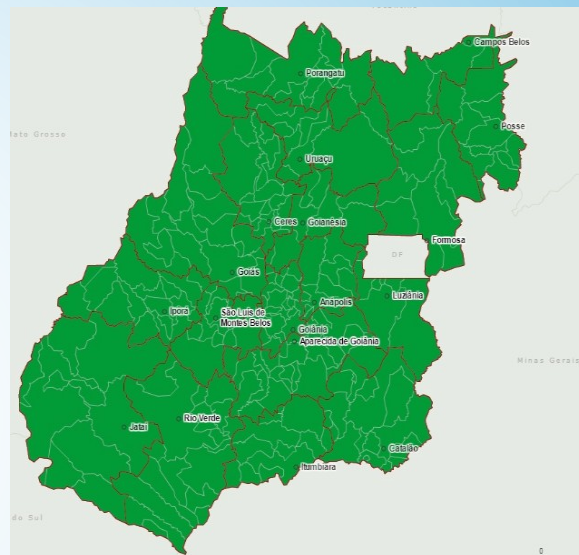 Campos Belos
Porangatu
Mato Grosso
Posse
Uruaçu
Ceres
Goianésia
Formosa
DF
Goiás
Luziânia
Anápolis
Iporá
São Luís de
Montes Belos
Goiânia
Aparecida de Goiânia
Minas Gerais
Rio Verde
Jataí
Catalão
Itumbiara
do Sul
0